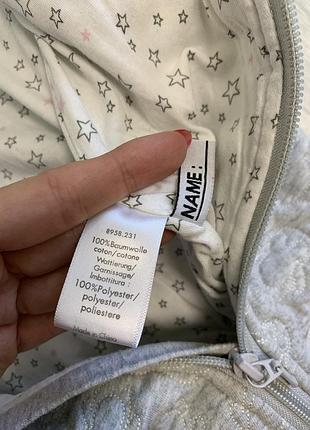 NAME:
8958.231
100%Baumwolle
coton/cotone
Wattierung/
Garnissage/
Imbottitura :
100%Polyester/
polyester/
poliestere
Made in
China